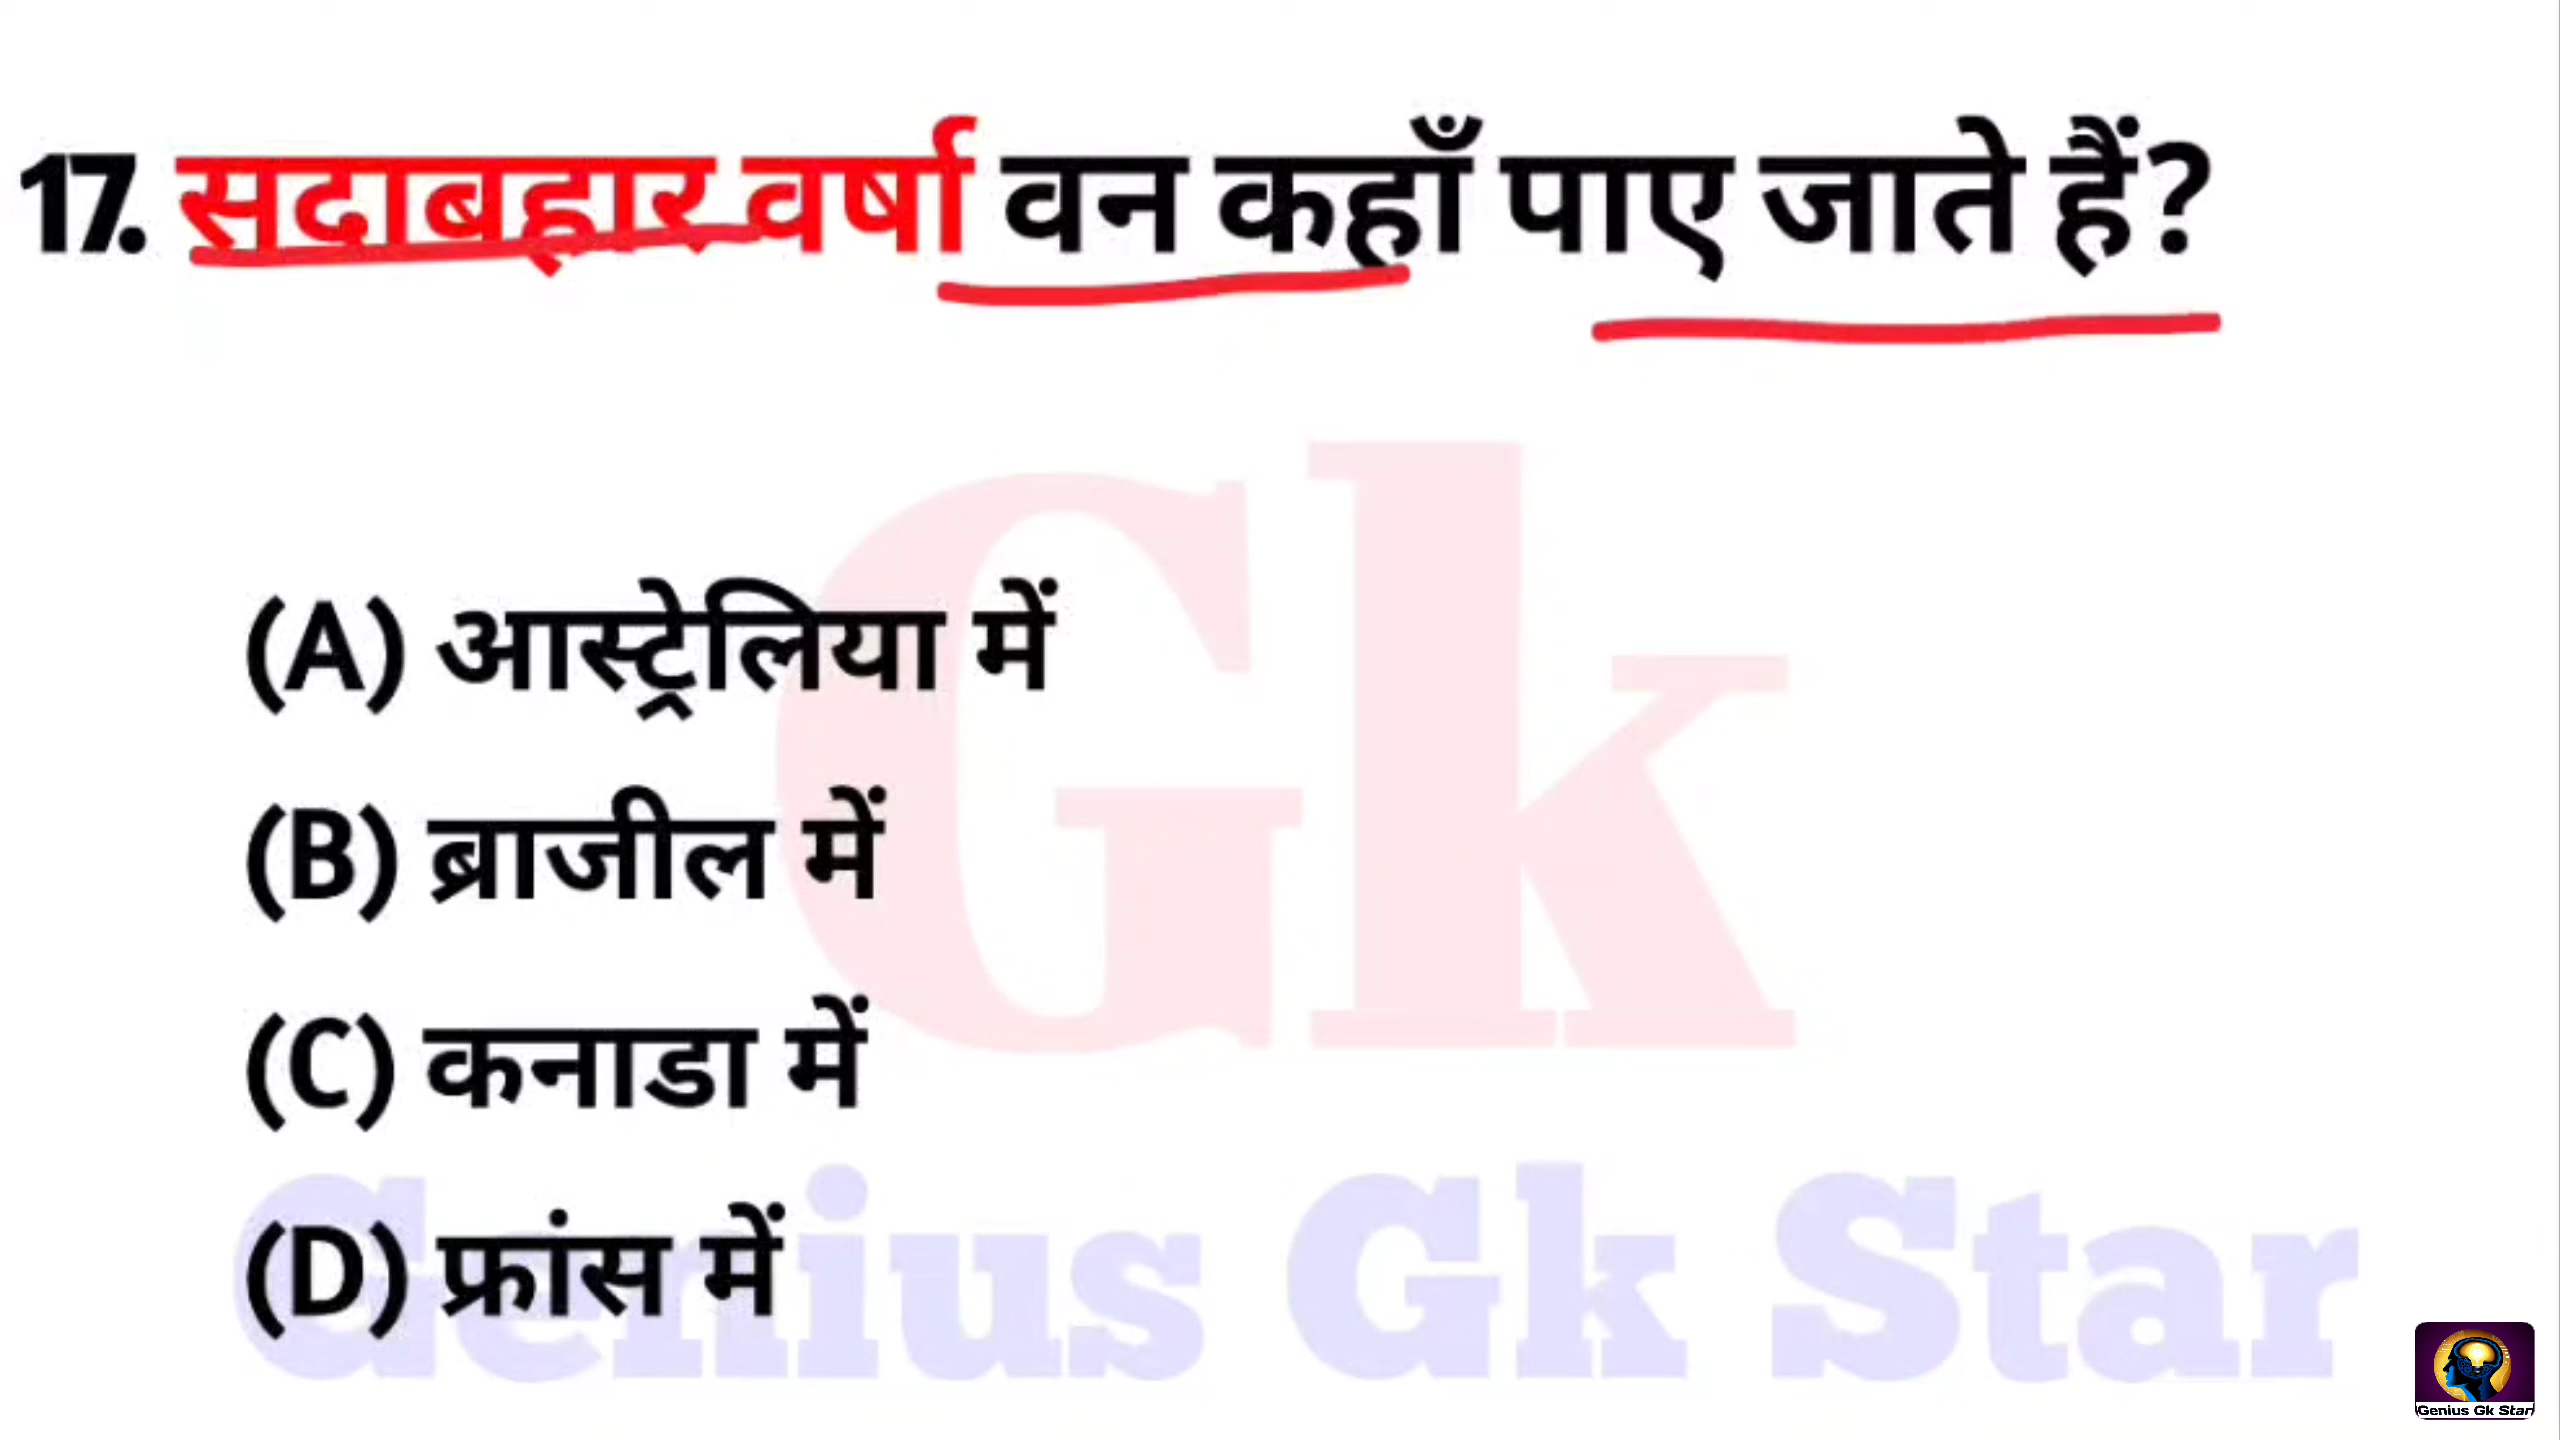 17. सदाबहार वर्षा वन कहाँ पाए जाते हैं?
(A) आस्ट्रेलिया में
(B) ब्राजील में
(C) कनाडा में
(D) फ्रांस में
Gk
Genius Gk Star
Genius Gk Star